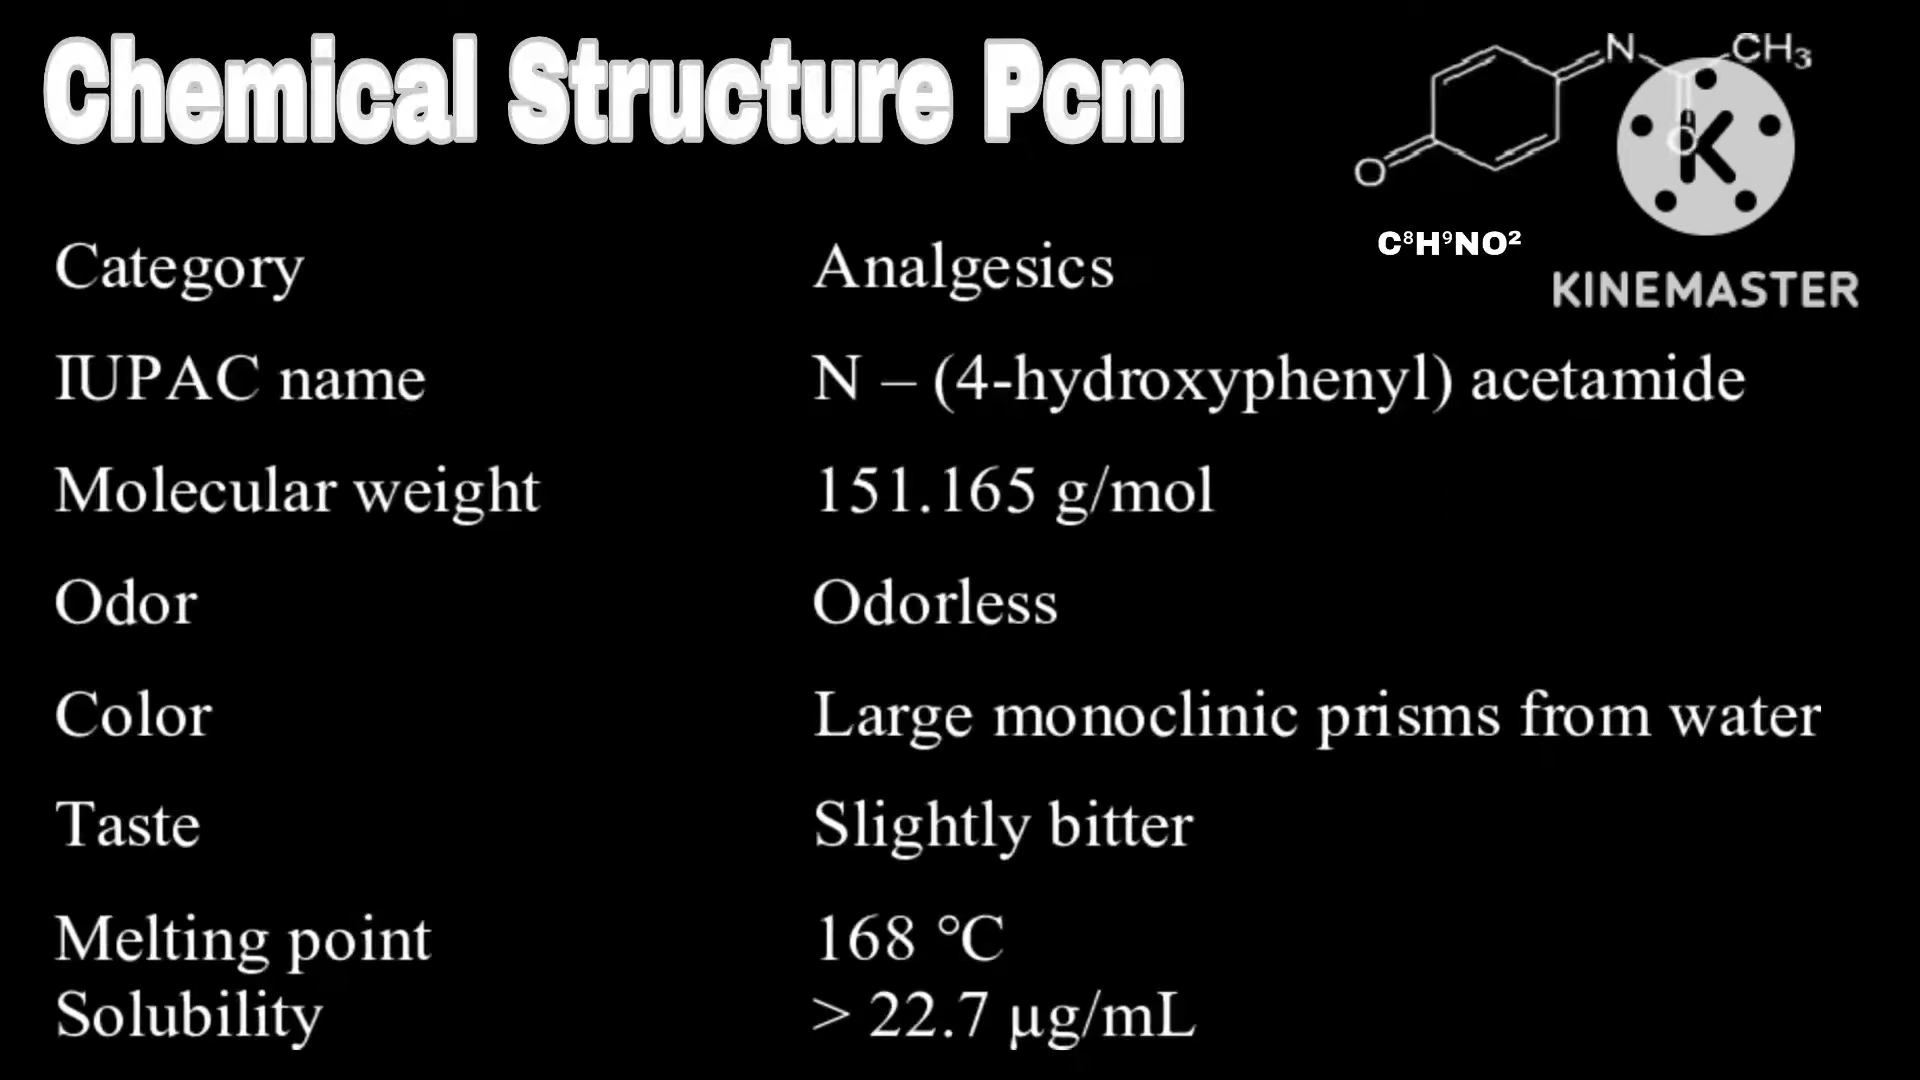 Chemical Structure Pcm
N CH₃
O
O
C⁸H⁹NO²
K
KINEMASTER
Category Analgesics
IUPAC name N – (4-hydroxyphenyl) acetamide
Molecular weight 151.165 g/mol
Odor Odorless
Color Large monoclinic prisms from water
Taste Slightly bitter
Melting point 168 °C
Solubility > 22.7 µg/mL